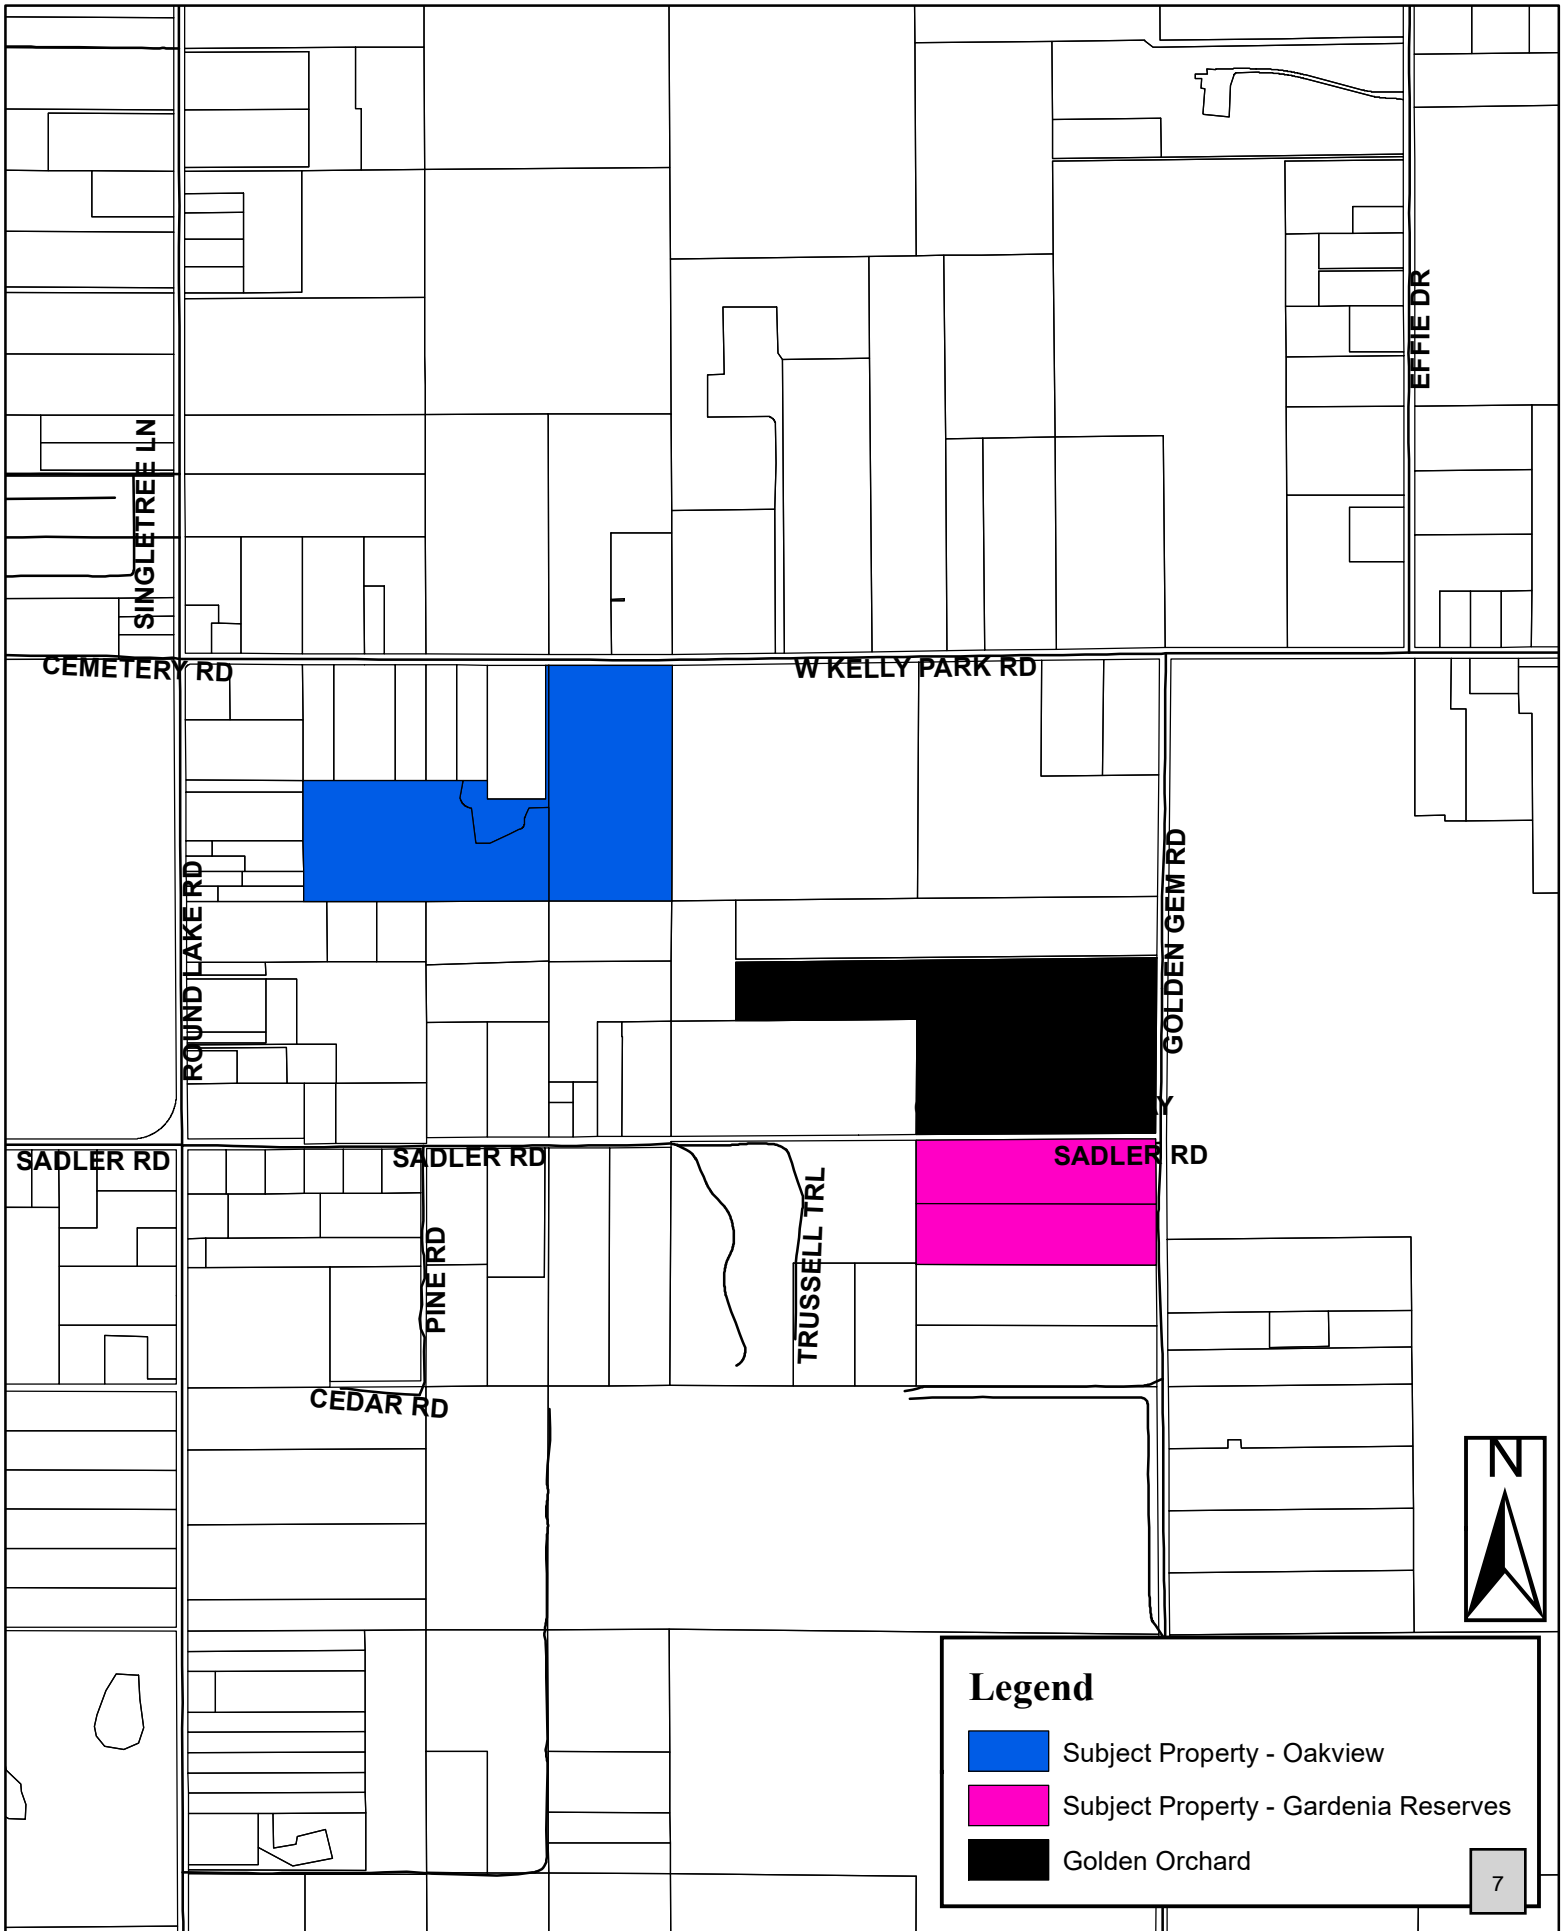 EFFIE DR
SINGLETREE LN
CEMETERY RD
W KELLY PARK RD
ROUND LAKE RD
GOLDEN GEM RD
SADLER RD
SADLER RD
SADLER RD
PINE RD
TRUSSELL TRL
CEDAR RD
N
Legend
Subject Property - Oakview
Subject Property - Gardenia Reserves
Golden Orchard
7